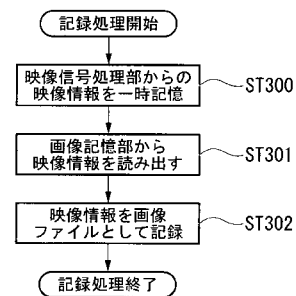 記録処理開始
映像信号処理部からの
映像情報を一時記憶
ST300
画像記憶部から
映像情報を読み出す
ST301
映像情報を画像
ファイルとして記録
ST302
記録処理終了